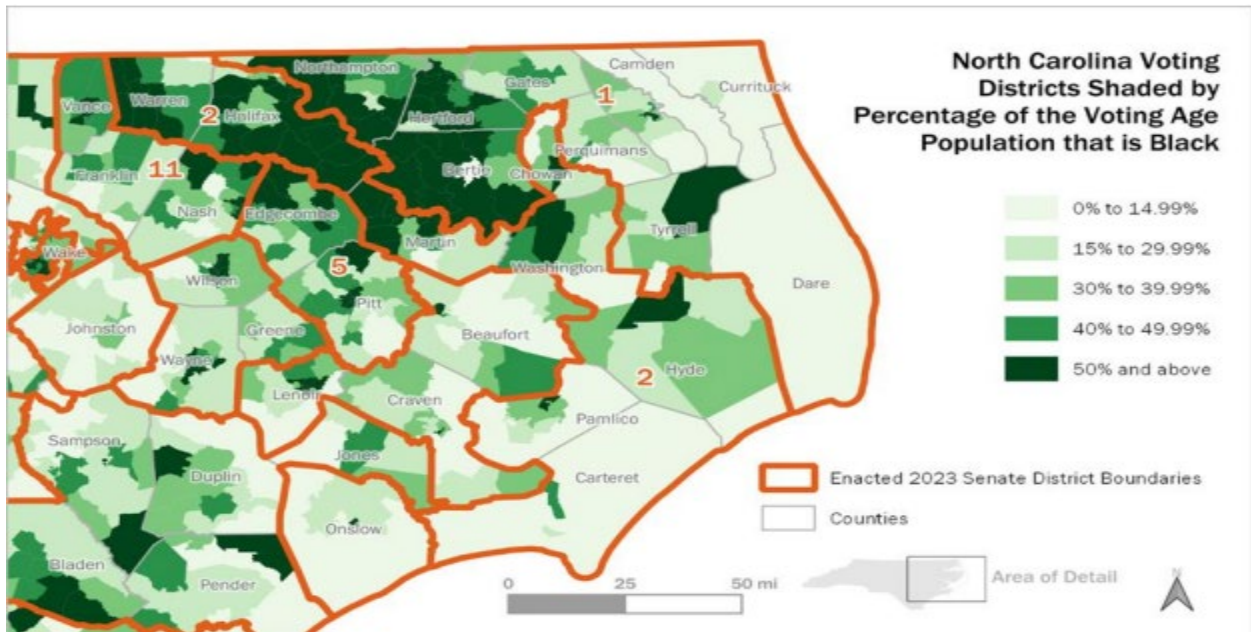 North Carolina Voting
Districts Shaded by
Percentage of the Voting Age
Population that is Black
0% to 14.99%
15% to 29.99%
30% to 39.99%
40% to 49.99%
50% and above
Northampton
Camden
Currituck
Gates
Vance
Warren
2
Halifax
Hertford
1
Perquimans
Bertie
Chowan
Franklin
11
Nash
Edgecombe
Tyrrell
Martin
Wake
Wilson
5
Washington
Dare
Pitt
Johnston
Greene
Beaufort
Wayne
2
Hyde
Lenoir
Craven
Pamlico
Sampson
Jones
Duplin
Carteret
Onslow
Bladen
Pender
Enacted 2023 Senate District Boundaries
Counties
0 25 50 mi
Area of Detail
N